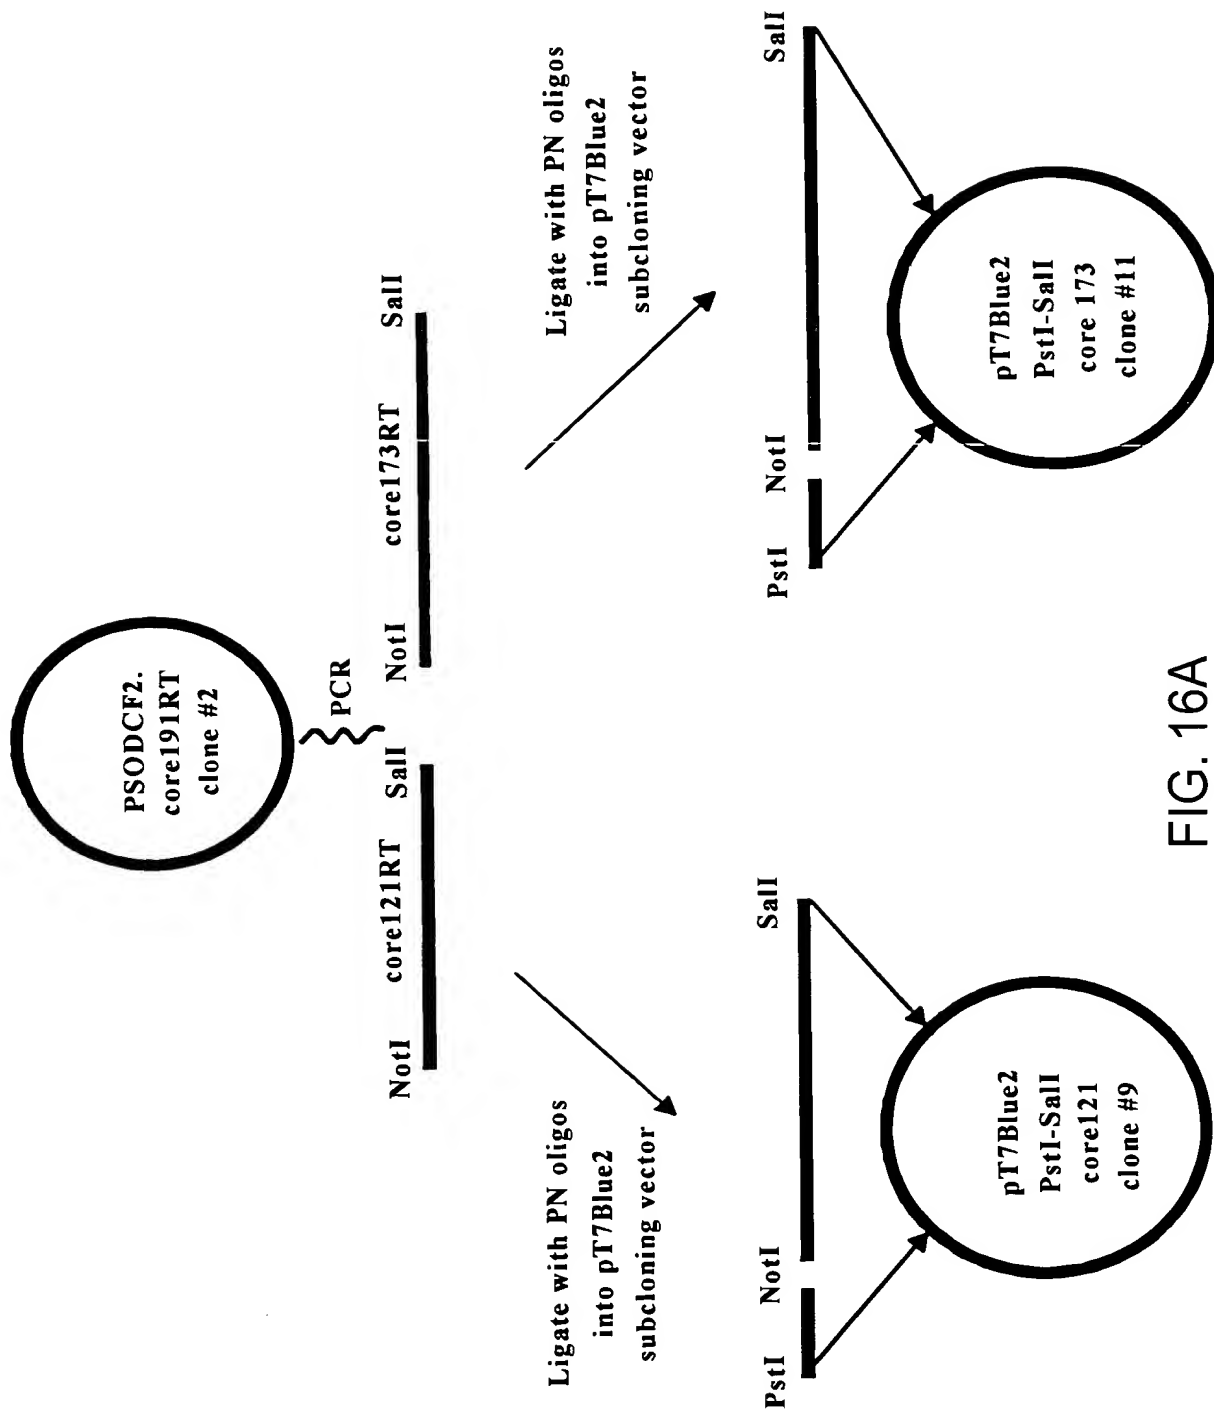 PSODCF2.
core191RT
clone #2
PCR
NotI core121RT SalI
NotI core173RT SalI
Ligate with PN oligos
into pT7Blue2
subcloning vector
Ligate with PN oligos
into pT7Blue2
subcloning vector
PstI NotI SalI
pT7Blue2
PstI-SalI
core121
clone #9
PstI NotI SalI
pT7Blue2
PstI-SalI
core 173
clone #11
FIG. 16A